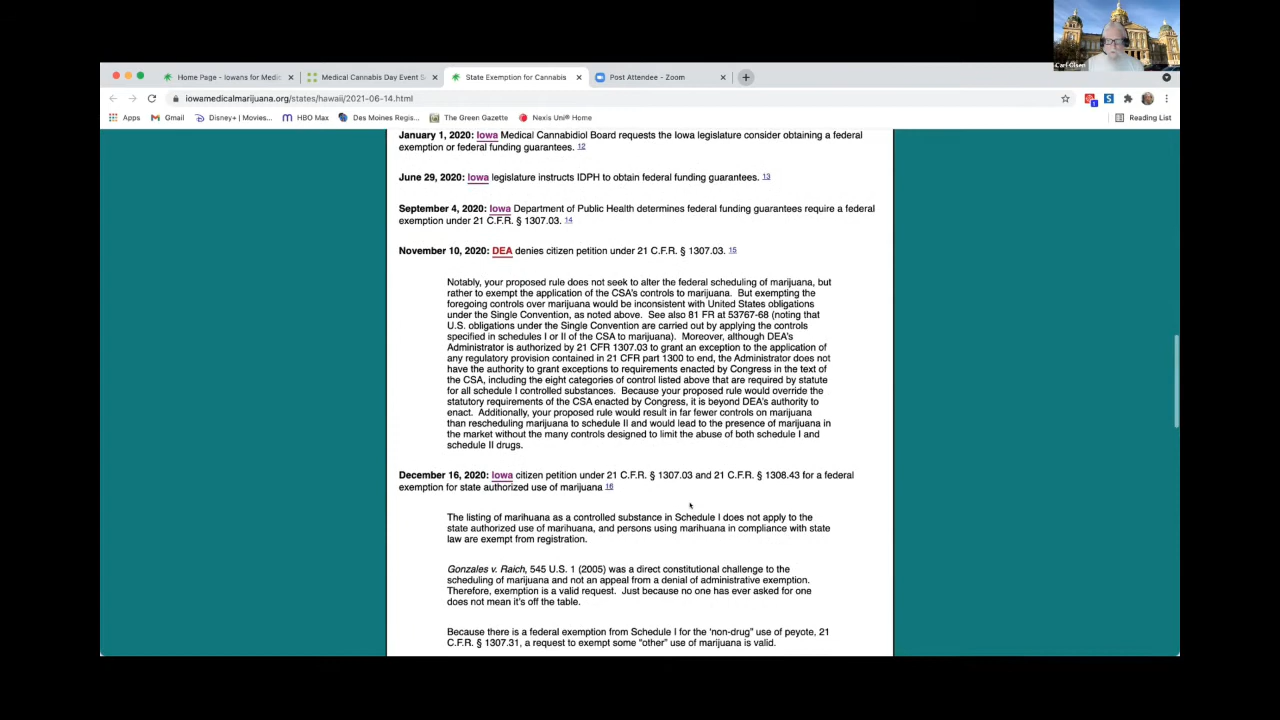 Carl Olsen
Home Page - Iowans for Medic
Medical Cannabis Day Event S
State Exemption for Cannabis
Post Attendee - Zoom
iowamedicalmarijuana.org/states/hawaii/2021-06-14.html
Apps
Gmail
Disney+ | Movies...
HBO Max
Des Moines Regis...
The Green Gazette
Nexis Uni® Home
Reading List
January 1, 2020: Iowa Medical Cannabidiol Board requests the Iowa legislature consider obtaining a federal
exemption or federal funding guarantees. 12
June 29, 2020: Iowa legislature instructs IDPH to obtain federal funding guarantees. 13
September 4, 2020: Iowa Department of Public Health determines federal funding guarantees require a federal
exemption under 21 C.F.R. § 1307.03. 14
November 10, 2020: DEA denies citizen petition under 21 C.F.R. § 1307.03. 15
Notably, your proposed rule does not seek to alter the federal scheduling of marijuana, but
rather to exempt the application of the CSA's controls to marijuana. But exempting the
foregoing controls over marijuana would be inconsistent with United States obligations
under the Single Convention, as noted above. See also 81 FR at 53767-68 (noting that
U.S. obligations under the Single Convention are carried out by applying the controls
specified in schedules I or II of the CSA to marijuana). Moreover, although DEA's
Administrator is authorized by 21 CFR 1307.03 to grant an exception to the application of
any regulatory provision contained in 21 CFR part 1300 to end, the Administrator does not
have the authority to grant exceptions to requirements enacted by Congress in the text of
the CSA, including the eight categories of control listed above that are required by statute
for all schedule I controlled substances. Because your proposed rule would override the
statutory requirements of the CSA enacted by Congress, it is beyond DEA's authority to
enact. Additionally, your proposed rule would result in far fewer controls on marijuana
than rescheduling marijuana to schedule II and would lead to the presence of marijuana in
the market without the many controls designed to limit the abuse of both schedule I and
schedule II drugs.
December 16, 2020: Iowa citizen petition under 21 C.F.R. § 1307.03 and 21 C.F.R. § 1308.43 for a federal
exemption for state authorized use of marijuana 16
The listing of marihuana as a controlled substance in Schedule I does not apply to the
state authorized use of marihuana, and persons using marihuana in compliance with state
law are exempt from registration.
Gonzales v. Raich, 545 U.S. 1 (2005) was a direct constitutional challenge to the
scheduling of marijuana and not an appeal from a denial of administrative exemption.
Therefore, exemption is a valid request. Just because no one has ever asked for one
does not mean it's off the table.
Because there is a federal exemption from Schedule I for the 'non-drug" use of peyote, 21
C.F.R. § 1307.31, a request to exempt some "other" use of marijuana is valid.